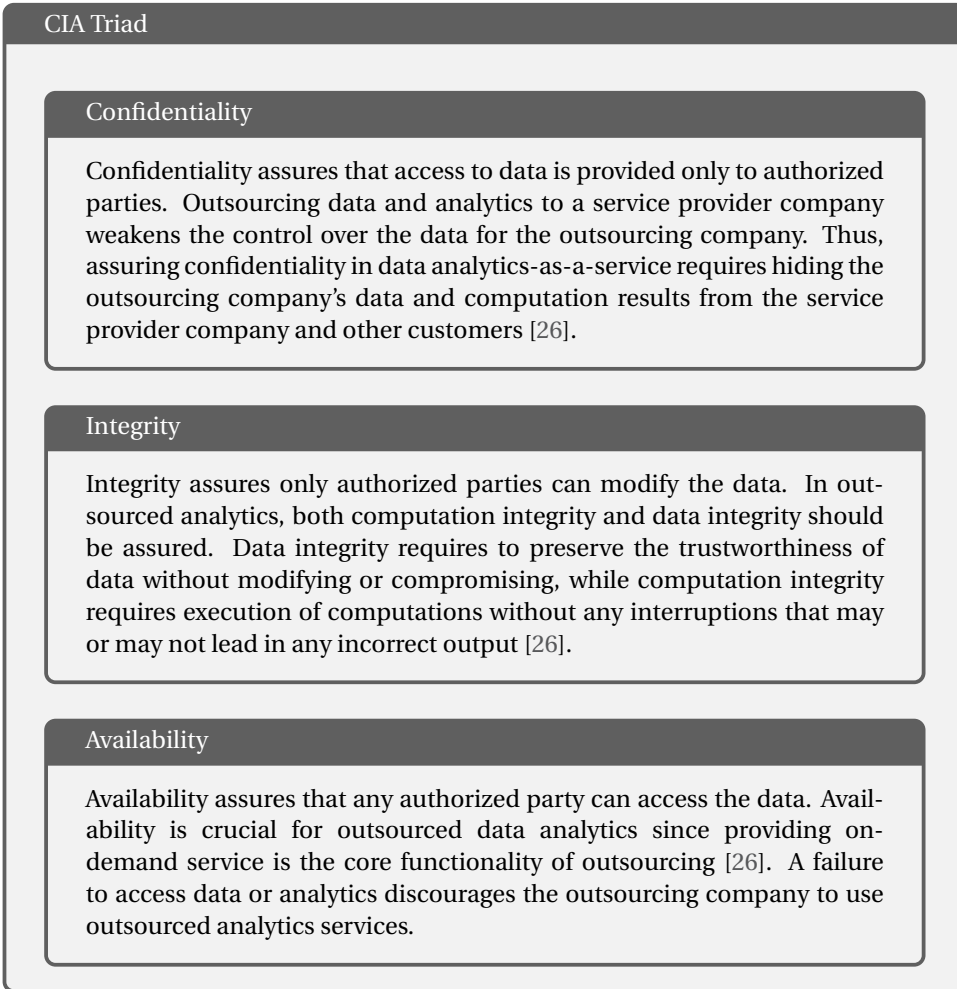 CIA Triad
Confidentiality
Confidentiality assures that access to data is provided only to authorized
parties. Outsourcing data and analytics to a service provider company
weakens the control over the data for the outsourcing company. Thus,
assuring confidentiality in data analytics-as-a-service requires hiding the
outsourcing company's data and computation results from the service
provider company and other customers [26].
Integrity
Integrity assures only authorized parties can modify the data. In out-
sourced analytics, both computation integrity and data integrity should
be assured. Data integrity requires to preserve the trustworthiness of
data without modifying or compromising, while computation integrity
requires execution of computations without any interruptions that may
or may not lead in any incorrect output [26].
Availability
Availability assures that any authorized party can access the data. Avail-
ability is crucial for outsourced data analytics since providing on-
demand service is the core functionality of outsourcing [26]. A failure
to access data or analytics discourages the outsourcing company to use
outsourced analytics services.